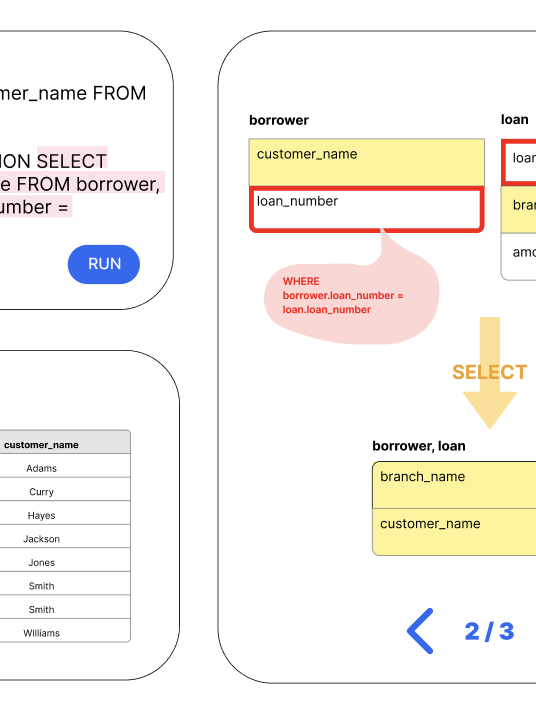 mer_name FROM
ION SELECT
e FROM borrower,
umber =
RUN
customer_name
Adams
Curry
Hayes
Jackson
Jones
Smith
Smith
WIlliams
borrower
customer_name
loan_number
WHERE
borrower.loan_number =
loan.loan_number
loan
loan
bran
amo
SELECT
borrower, loan
branch_name
customer_name
2 / 3